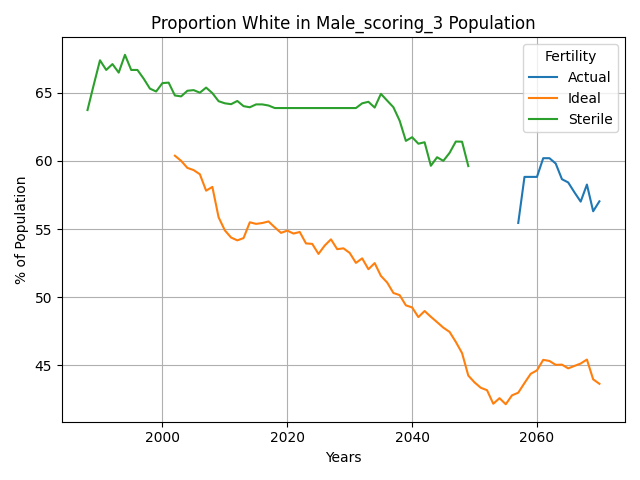 Proportion White in Male_scoring_3 Population
Fertility
Actual
Ideal
Sterile
% of Population
65
60
55
50
45
2000
2020
2040
2060
Years